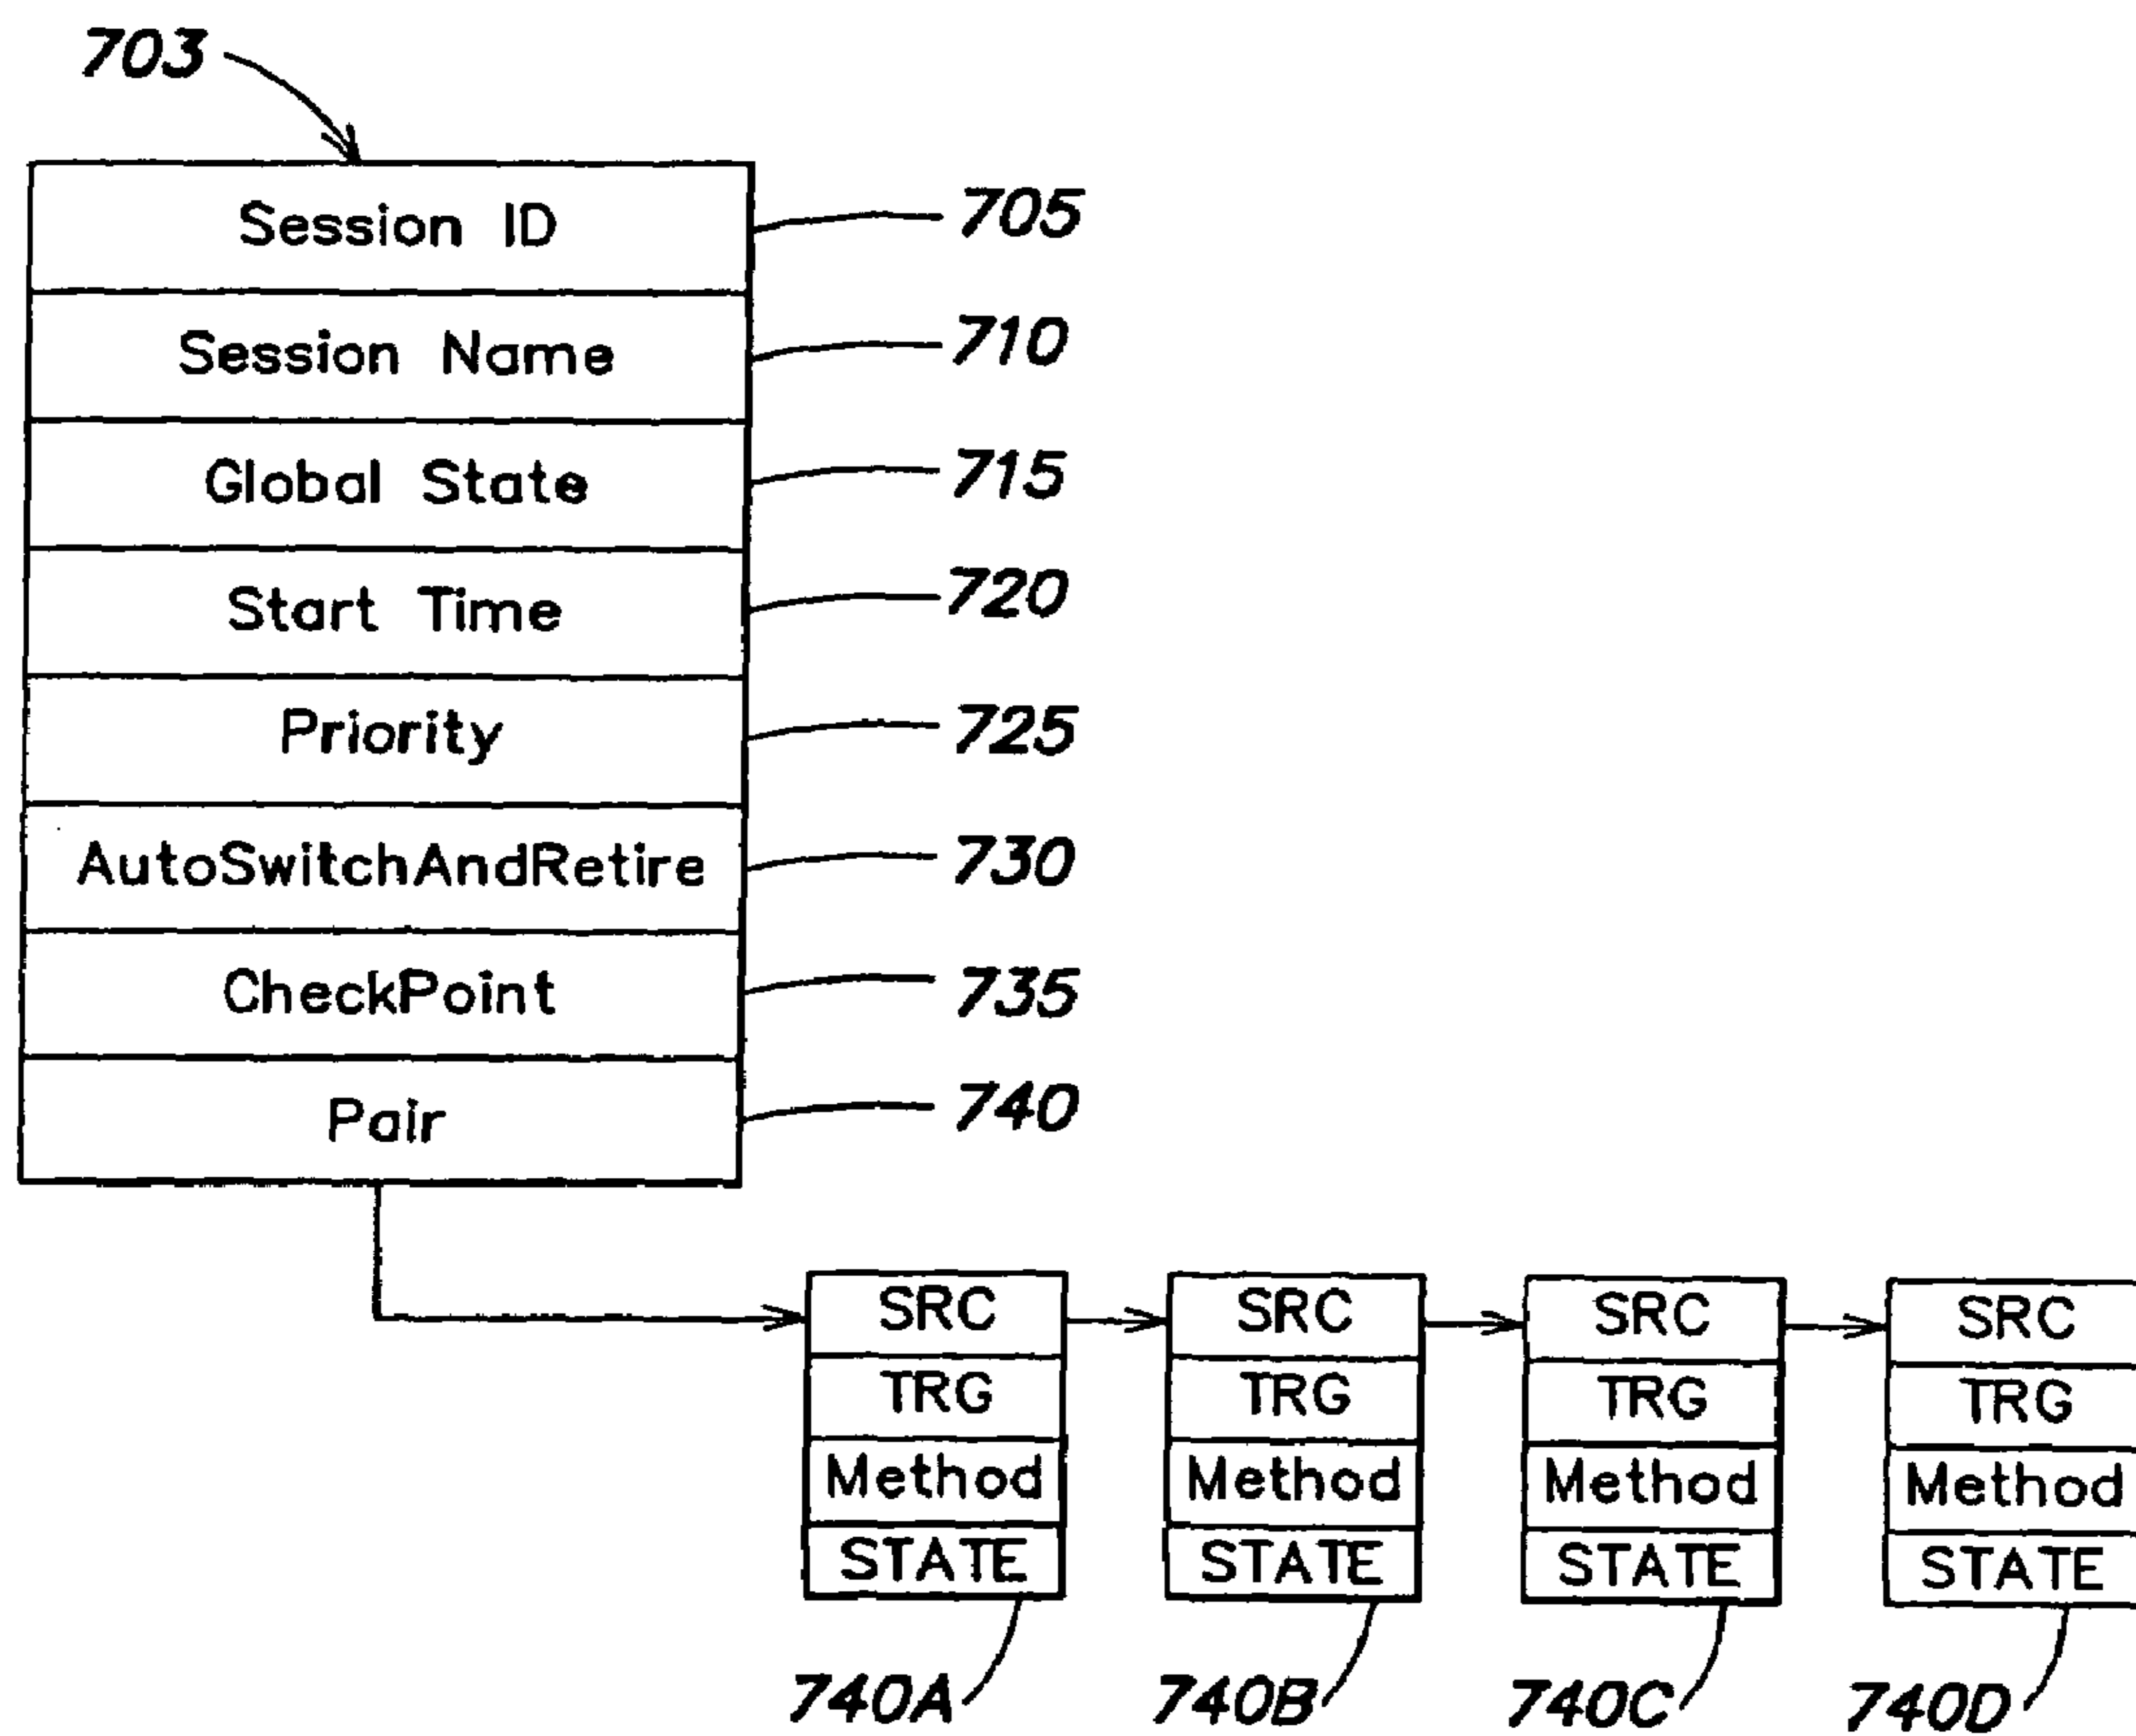 703
Session ID 705
Session Name 710
Global State 715
Start Time 720
Priority 725
AutoSwitchAndRetire 730
CheckPoint 735
Pair 740
SRC SRC SRC SRC
TRG TRG TRG TRG
Method Method Method Method
STATE STATE STATE STATE
740A 740B 740C 740D